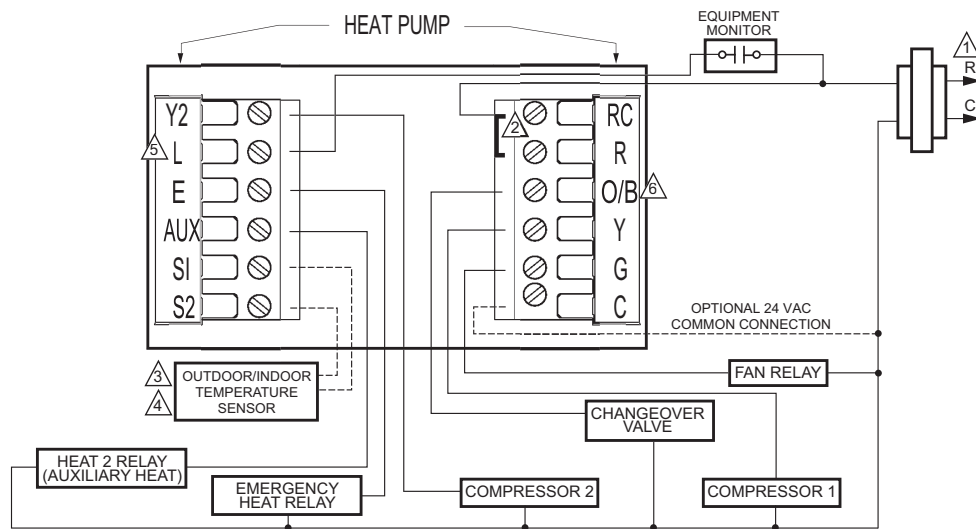 HEAT PUMP
EQUIPMENT
MONITOR
1
R
C
Y2
L
E
AUX
S1
S2
5
2
RC
R
O/B
Y
G
C
6
OPTIONAL 24 VAC
COMMON CONNECTION
3
4
OUTDOOR/INDOOR
TEMPERATURE
SENSOR
FAN RELAY
CHANGEOVER
VALVE
HEAT 2 RELAY
(AUXILIARY HEAT)
EMERGENCY
HEAT RELAY
COMPRESSOR 2
COMPRESSOR 1